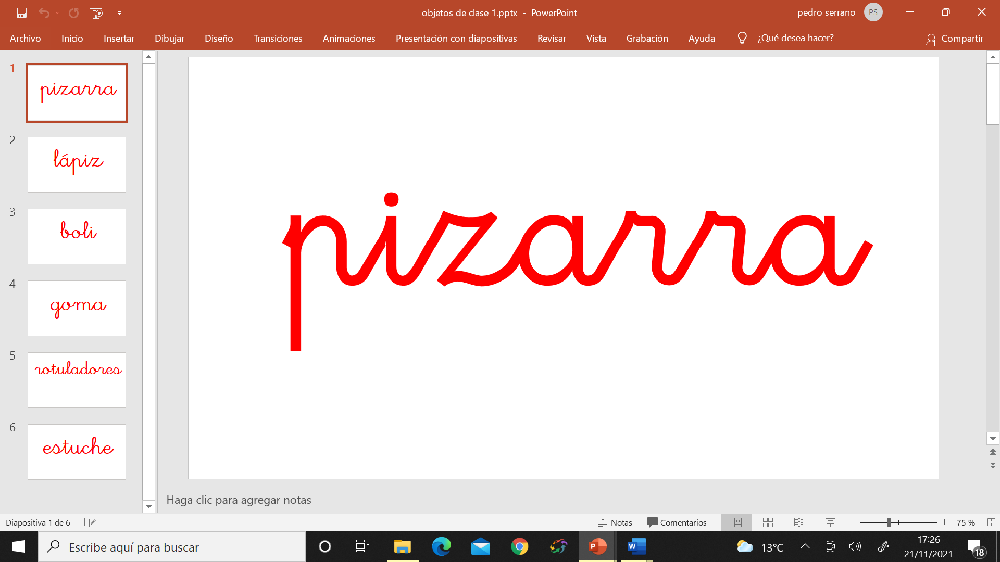 objetos de clase 1.pptx - PowerPoint
pedro serrano PS
Archivo Inicio Insertar Dibujar Diseño Transiciones Animaciones Presentación con diapositivas Revisar Vista Grabación Ayuda ¿Qué desea hacer? Compartir
1
pizarra
2
lápiz
3
boli
4
goma
5
rotuladores
6
estuche
pizarra
Haga clic para agregar notas
Diapositiva 1 de 6 Notas Comentarios 75 %
Escribe aquí para buscar
P W
13°C
17:26
21/11/2021
18